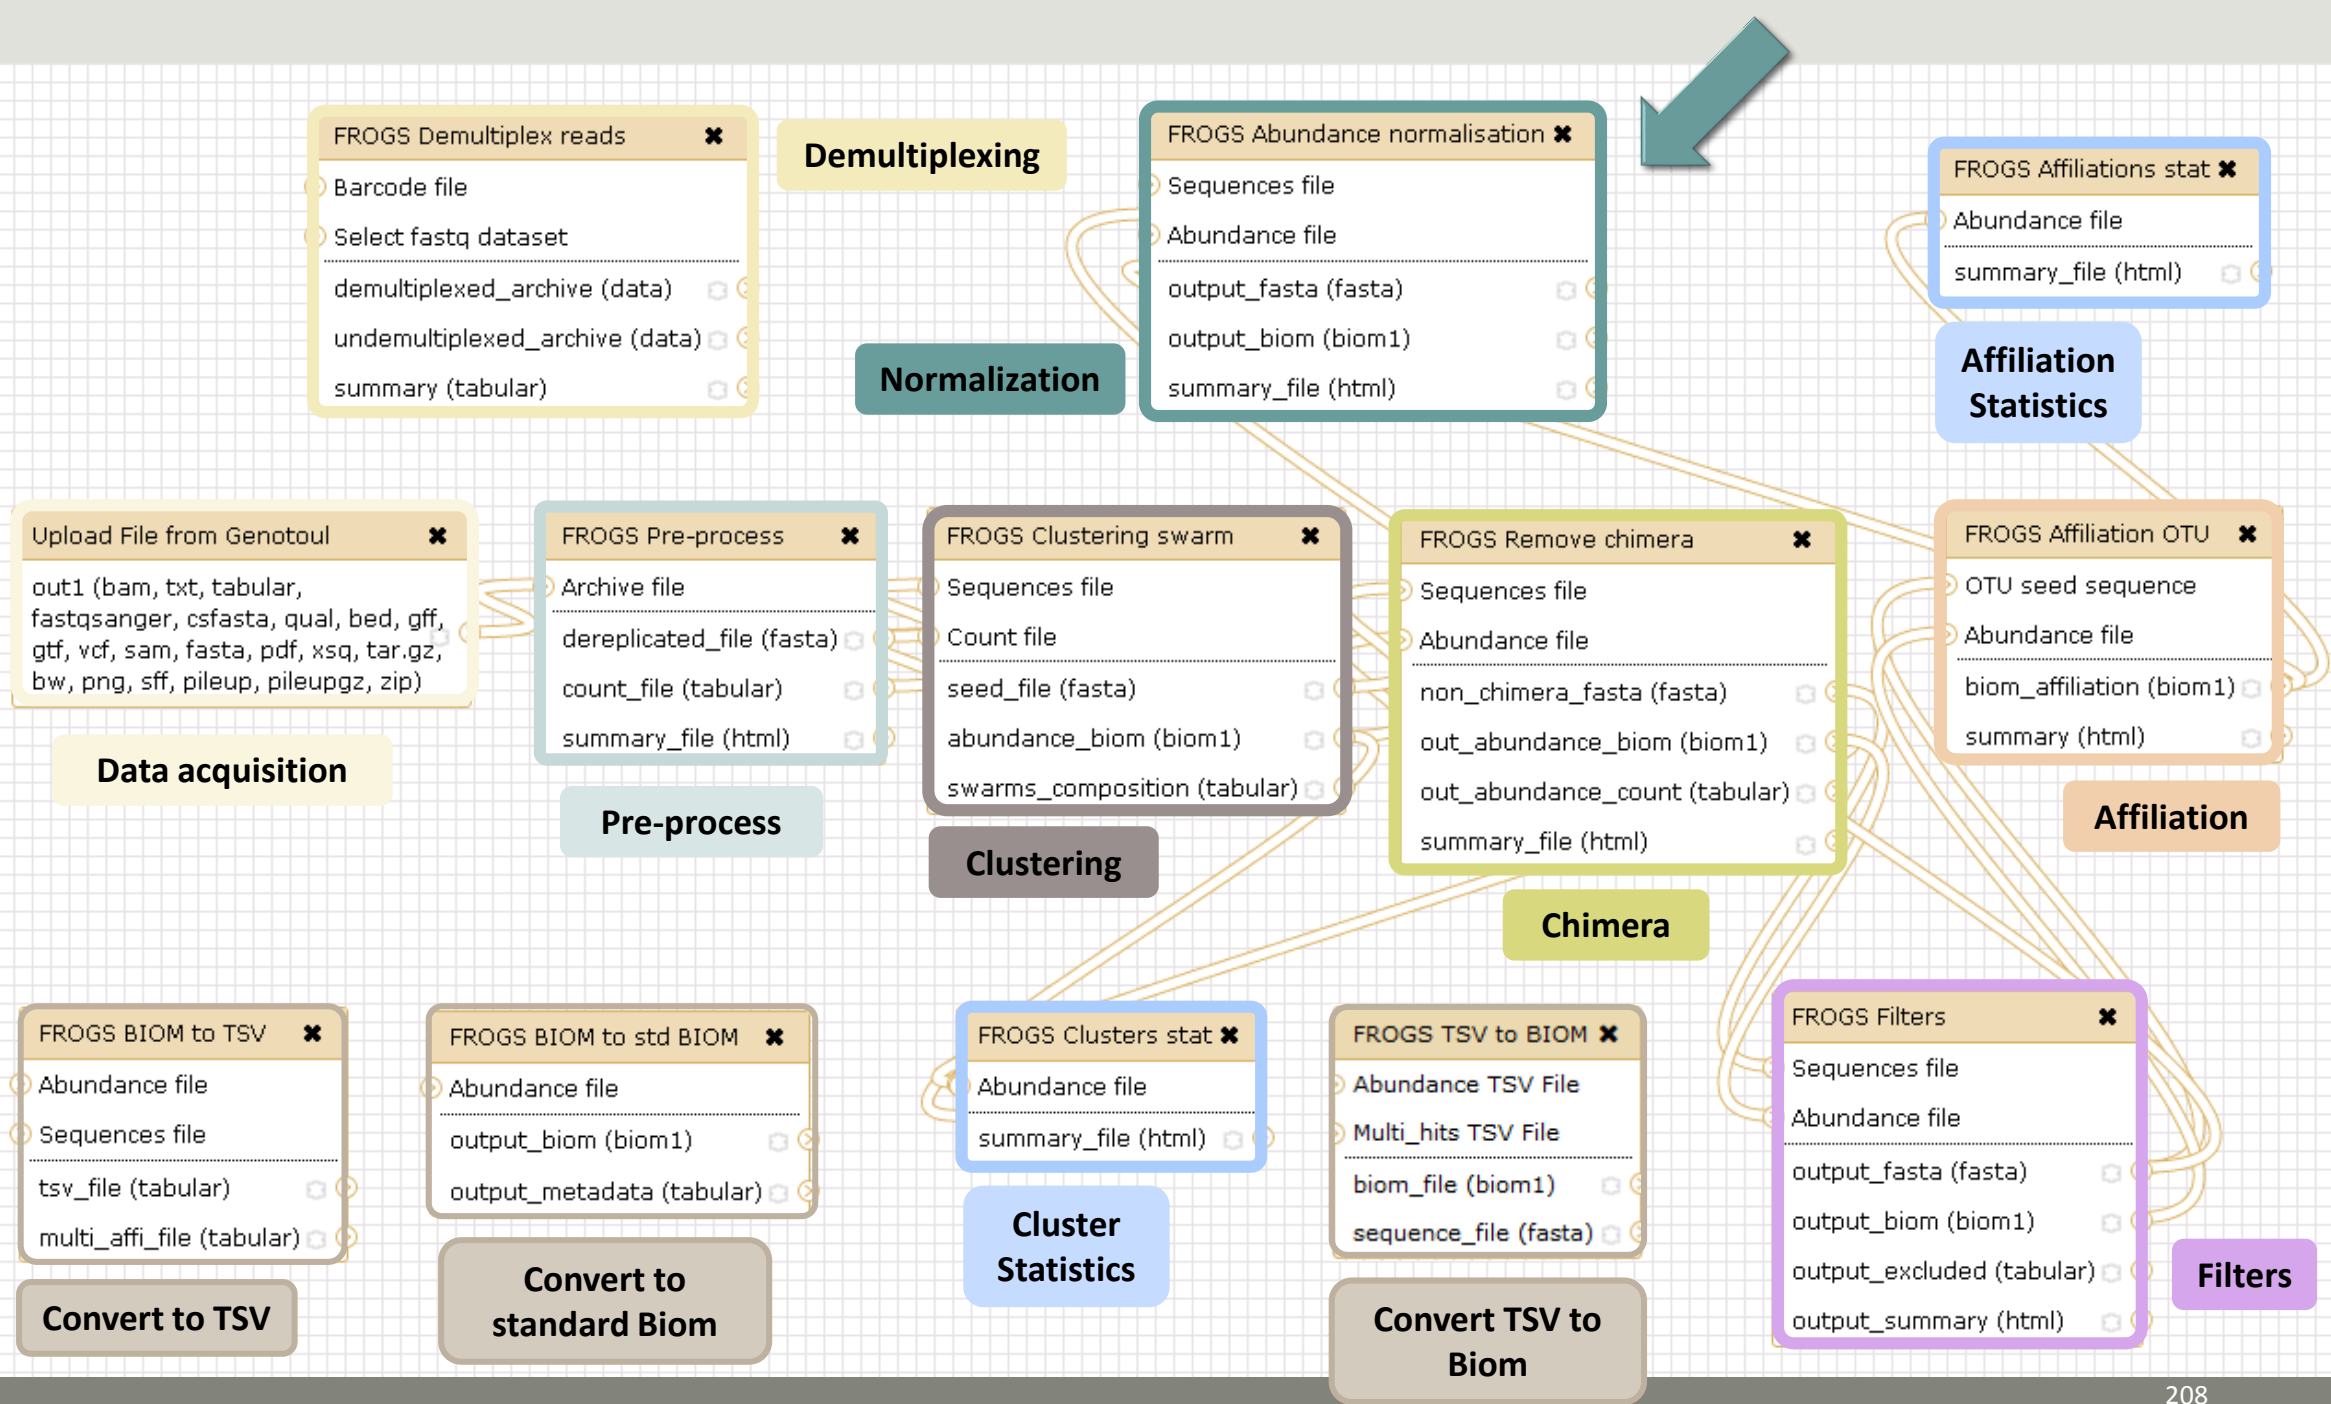 FROGS Demultiplex reads ✖
Barcode file
Select fastq dataset
demultiplexed_archive (data)
undemultiplexed_archive (data)
summary (tabular)
Demultiplexing
FROGS Abundance normalisation ✖
Sequences file
Abundance file
output_fasta (fasta)
output_biom (biom1)
summary_file (html)
Normalization
FROGS Affiliations stat ✖
Abundance file
summary_file (html)
Affiliation
Statistics
Upload File from Genotoul ✖
out1 (bam, txt, tabular,
fastqsanger, csfasta, qual, bed, gff,
gtf, vcf, sam, fasta, pdf, xsq, tar.gz,
bw, png, sff, pileup, pileupgz, zip)
Data acquisition
FROGS Pre-process ✖
Archive file
dereplicated_file (fasta)
count_file (tabular)
summary_file (html)
Pre-process
FROGS Clustering swarm ✖
Sequences file
Count file
seed_file (fasta)
abundance_biom (biom1)
swarms_composition (tabular)
Clustering
FROGS Remove chimera ✖
Sequences file
Abundance file
non_chimera_fasta (fasta)
out_abundance_biom (biom1)
out_abundance_count (tabular)
summary_file (html)
Chimera
FROGS Affiliation OTU ✖
OTU seed sequence
Abundance file
biom_affiliation (biom1)
summary (html)
Affiliation
FROGS BIOM to TSV ✖
Abundance file
Sequences file
tsv_file (tabular)
multi_affi_file (tabular)
Convert to TSV
FROGS BIOM to std BIOM ✖
Abundance file
output_biom (biom1)
output_metadata (tabular)
Convert to
standard Biom
FROGS Clusters stat ✖
Abundance file
summary_file (html)
Cluster
Statistics
FROGS TSV to BIOM ✖
Abundance TSV File
Multi_hits TSV File
biom_file (biom1)
sequence_file (fasta)
Convert TSV to
Biom
FROGS Filters ✖
Sequences file
Abundance file
output_fasta (fasta)
output_biom (biom1)
output_excluded (tabular)
output_summary (html)
Filters
208